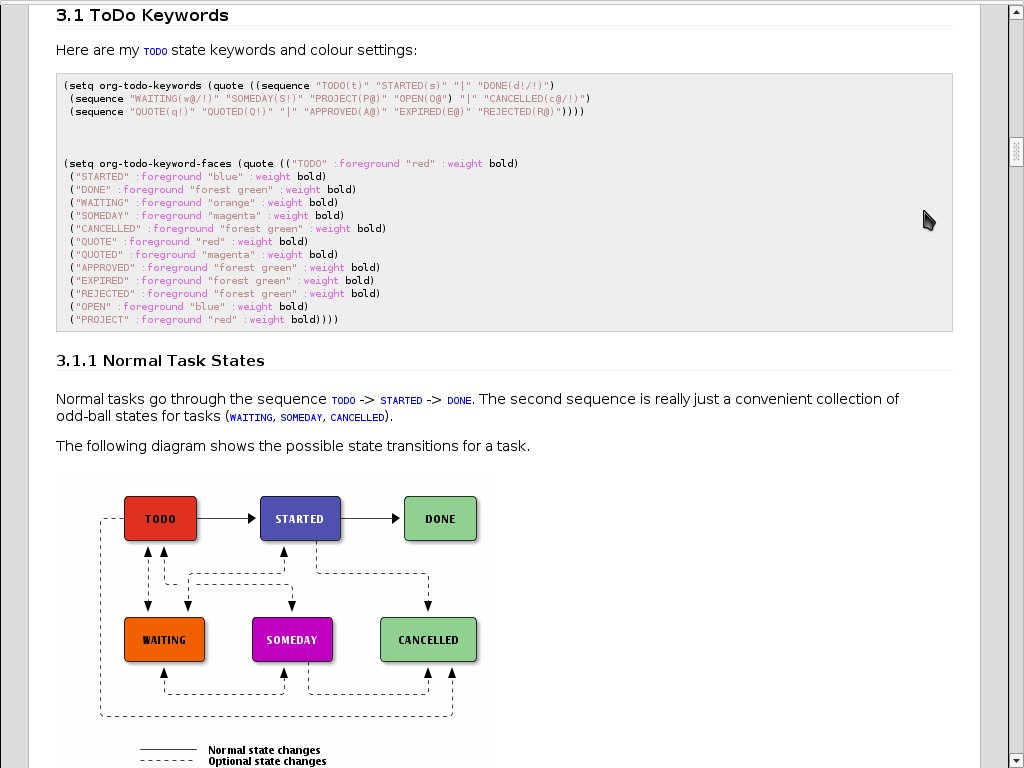 3.1 ToDo Keywords
Here are my TODO state keywords and colour settings:
(setq org-todo-keywords (quote ((sequence "TODO(t)" "STARTED(s)" "|" "DONE(d!/!)")
(sequence "WAITING(w@/!)" "SOMEDAY(S!)" "PROJECT(P@)" "OPEN(O@") "|" "CANCELLED(c@/!)")
(sequence "QUOTE(q!)" "QUOTED(Q!)" "|" "APPROVED(A@)" "EXPIRED(E@)" "REJECTED(R@)"))))
(setq org-todo-keyword-faces (quote (("TODO" :foreground "red" :weight bold)
("STARTED" :foreground "blue" :weight bold)
("DONE" :foreground "forest green" :weight bold)
("WAITING" :foreground "orange" :weight bold)
("SOMEDAY" :foreground "magenta" :weight bold)
("CANCELLED" :foreground "forest green" :weight bold)
("QUOTE" :foreground "red" :weight bold)
("QUOTED" :foreground "magenta" :weight bold)
("APPROVED" :foreground "forest green" :weight bold)
("EXPIRED" :foreground "forest green" :weight bold)
("REJECTED" :foreground "forest green" :weight bold)
("OPEN" :foreground "blue" :weight bold)
("PROJECT" :foreground "red" :weight bold))))
3.1.1 Normal Task States
Normal tasks go through the sequence TODO -> STARTED -> DONE. The second sequence is really just a convenient collection of
odd-ball states for tasks (WAITING, SOMEDAY, CANCELLED).
The following diagram shows the possible state transitions for a task.
TODO
STARTED
DONE
WAITING
SOMEDAY
CANCELLED
Normal state changes
Optional state changes